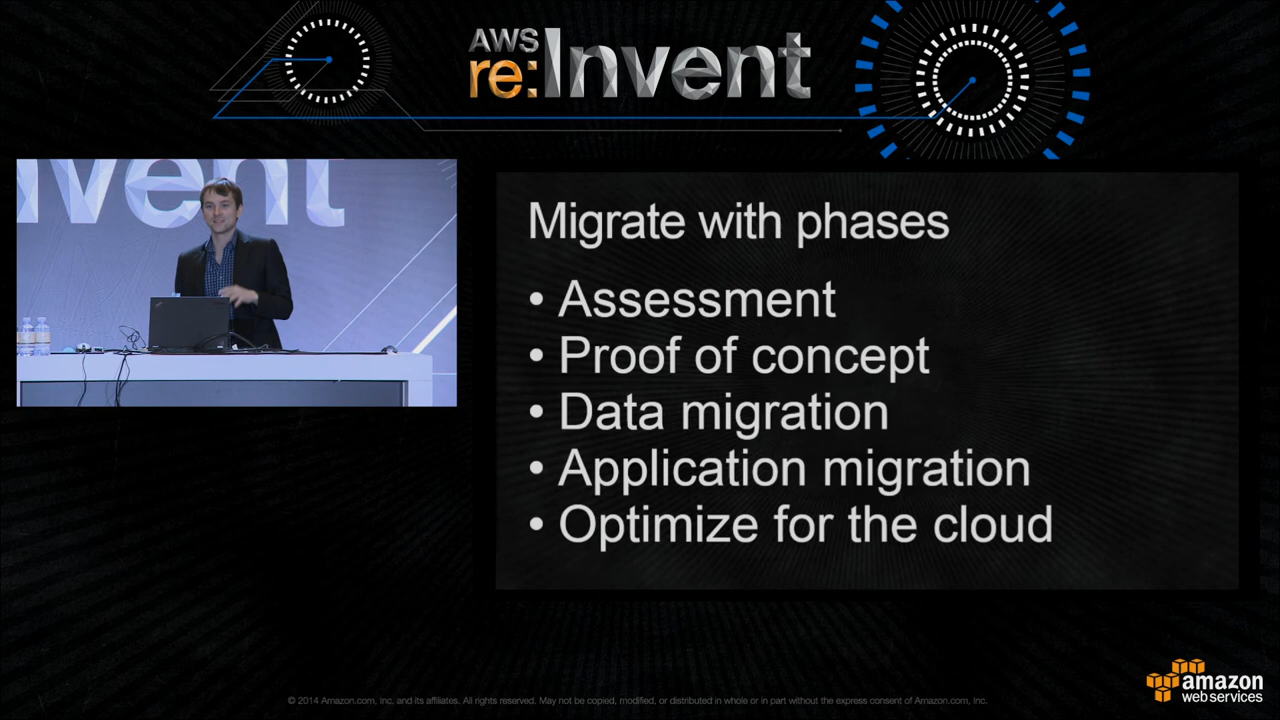 AWS
re:Invent
nvent
Migrate with phases
• Assessment
• Proof of concept
• Data migration
• Application migration
• Optimize for the cloud
© 2014 Amazon.com, Inc, and its affiliates. All rights reserved. May not be copied, modified, or distributed in whole or in part without the express consent of Amazon.com, Inc.
amazon
web services